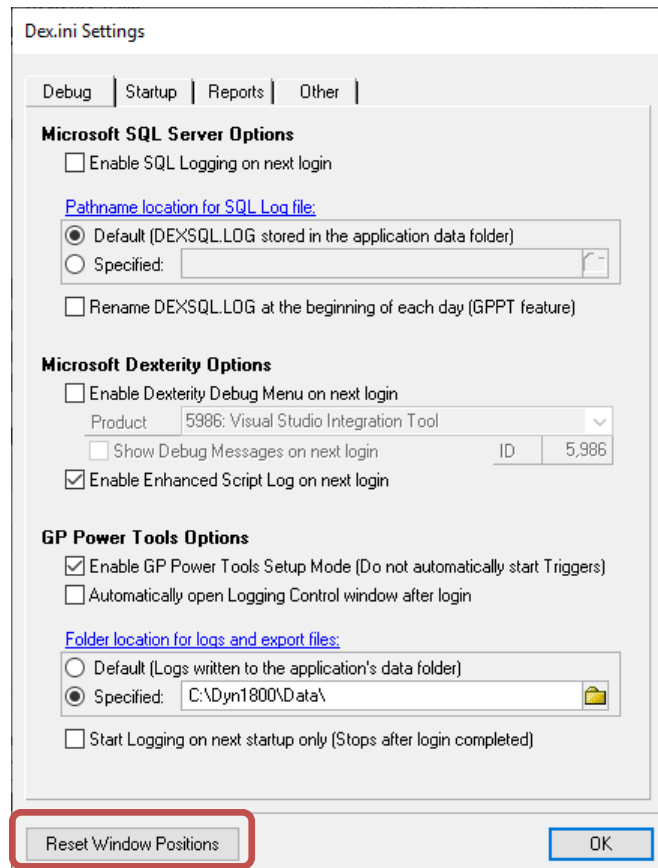 Dex.ini Settings
Debug Startup Reports Other
Microsoft SQL Server Options
Enable SQL Logging on next login
Pathname location for SQL Log file:
Default (DEXSQL.LOG stored in the application data folder)
Specified:
Rename DEXSQL.LOG at the beginning of each day (GPPT feature)
Microsoft Dexterity Options
Enable Dexterity Debug Menu on next login
Product 5986: Visual Studio Integration Tool
Show Debug Messages on next login ID 5,986
Enable Enhanced Script Log on next login
GP Power Tools Options
Enable GP Power Tools Setup Mode (Do not automatically start Triggers)
Automatically open Logging Control window after login
Folder location for logs and export files:
Default (Logs written to the application's data folder)
Specified: C:\Dyn1800\Data\
Start Logging on next startup only (Stops after login completed)
Reset Window Positions OK